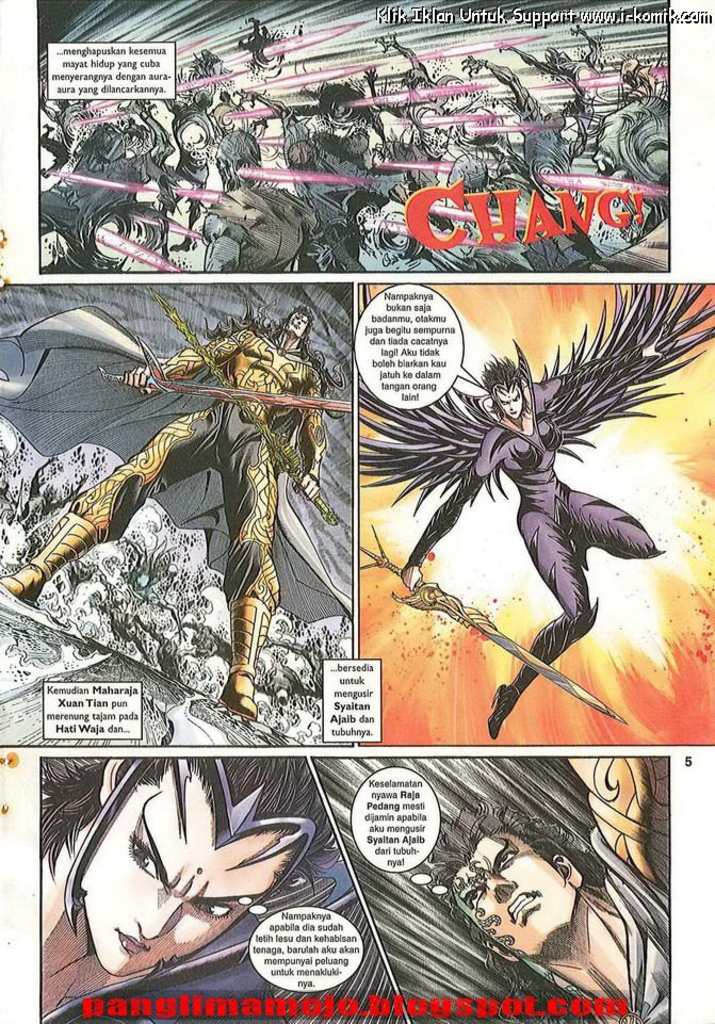 Klik Iklan Untuk Support www.i-komik.com
...menghapuskan kesemua
mayat hidup yang cuba
menyerangnya dengan aura-
aura yang dilancarkannya.
CHANG!
Nampaknya
bukan saja
badanmu, otakmu
juga begitu sempurna
dan tiada cacatnya
lagi! Aku tidak
boleh biarkan kau
jatuh ke dalam
tangan orang
lain!
Kemudian Maharaja
Xuan Tian pun
merenung tajam pada
Hati Waja dan...
...bersedia
untuk
mengusir
Syaitan
Ajaib dan
tubuhnya.
5
Keselamatan
nyawa Raja
Pedang mesti
dijamin apabila
aku mengusir
Syaitan Ajaib
dari tubuh-
nya!
Nampaknya
apabila dia sudah
letih lesu dan kehabisan
tenaga, barulah aku akan
mempunyai peluang
untuk menakluki-
nya.
panglimamojo.blogspot.com